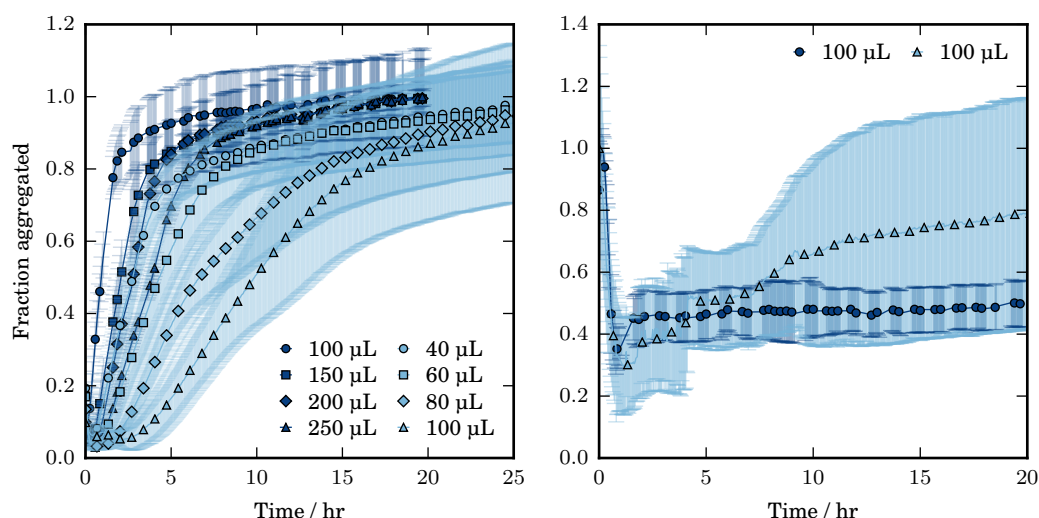 1.2
1.0
0.8
0.6
0.4
0.2
0.0
Fraction aggregated
0 5 10 15 20 25
Time / hr
100 µL 40 µL
150 µL 60 µL
200 µL 80 µL
250 µL 100 µL
1.4
1.2
1.0
0.8
0.6
0.4
0.2
0.0
0 5 10 15 20
Time / hr
100 µL 100 µL